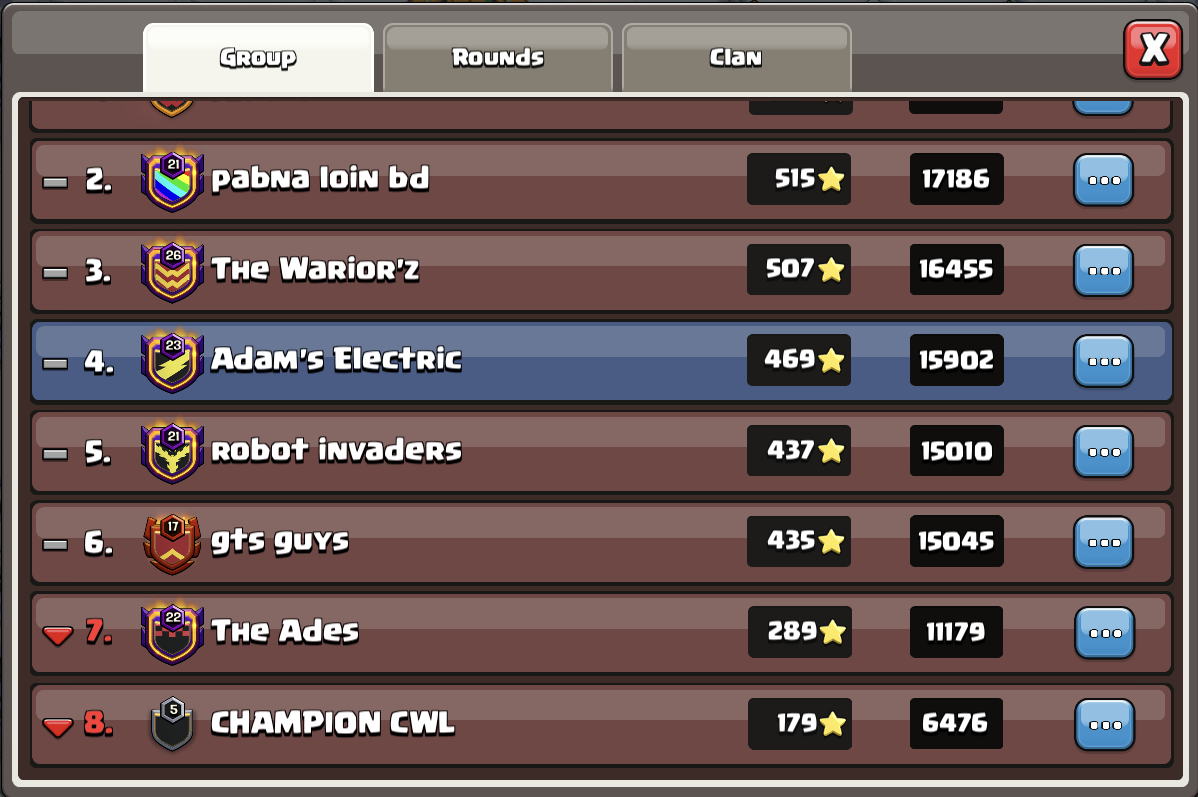 Group Rounds Clan X
2. 21 pabna loin bd 515 17186
3. 26 The Warior'z 507 16455
4. 23 Adam's Electric 469 15902
5. 21 robot invaders 437 15010
6. 17 gts guys 435 15045
7. 22 The Ades 289 11179
8. 5 CHAMPION CWL 179 6476